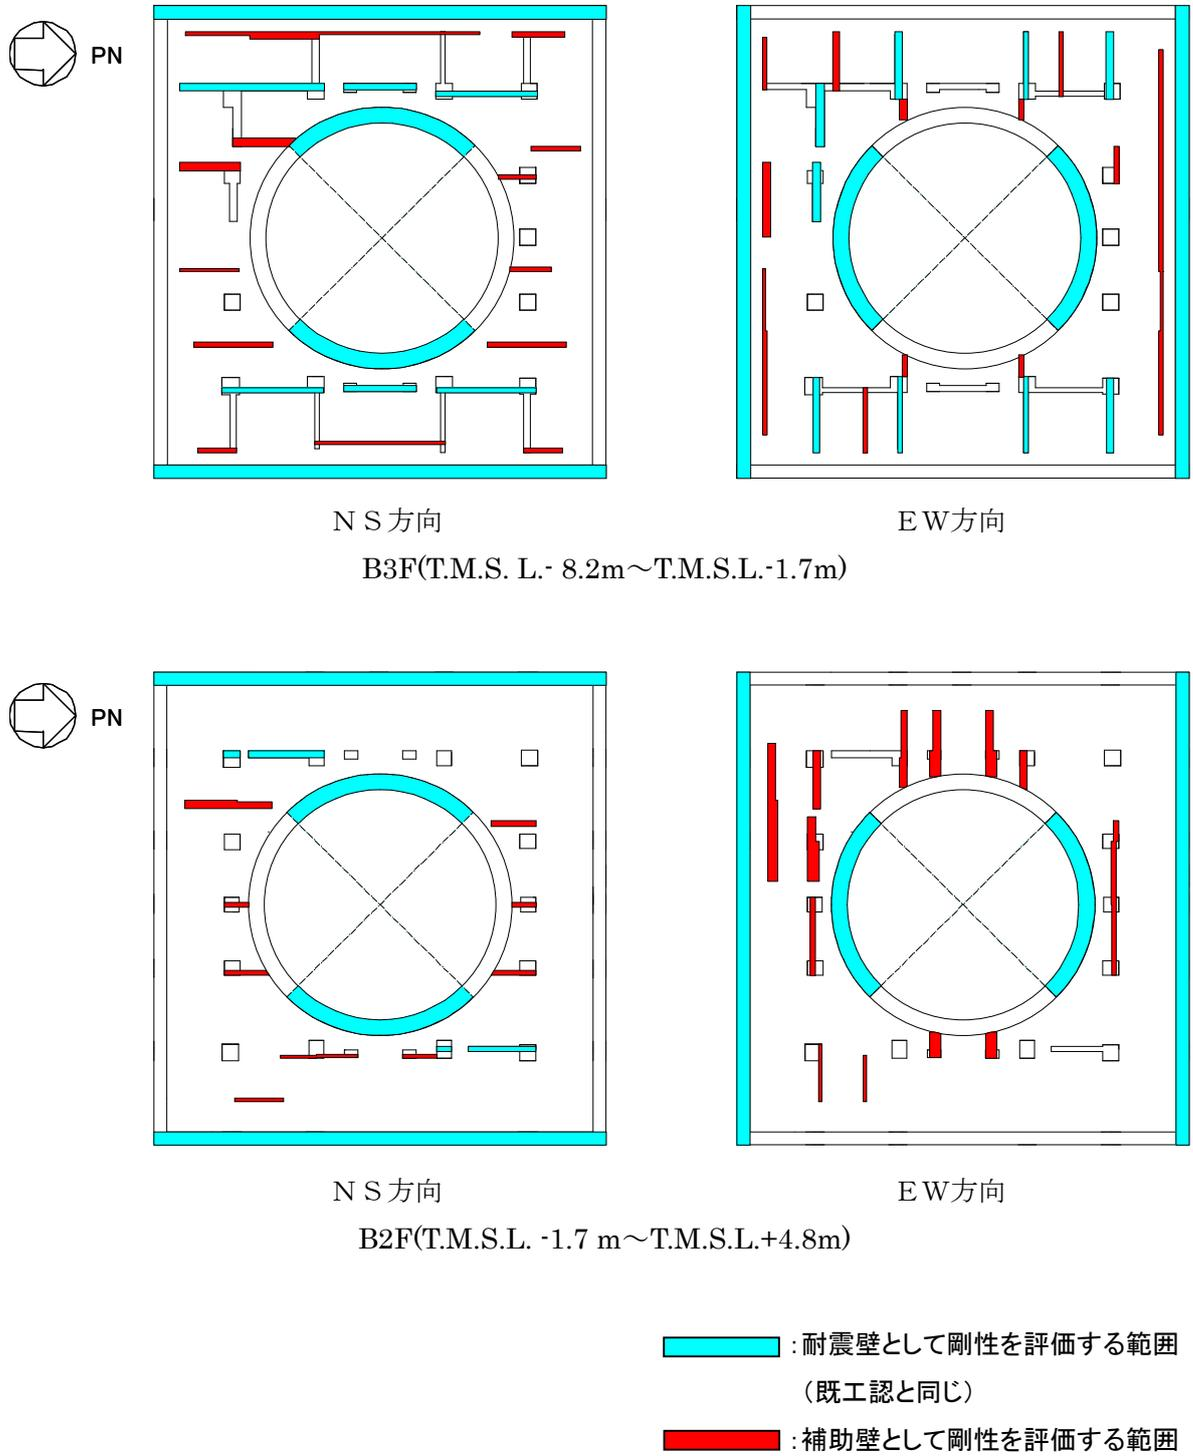 PN
ＮＳ方向
ＥＷ方向
B3F(T.M.S. L.- 8.2m～T.M.S.L.-1.7m)
PN
ＮＳ方向
ＥＷ方向
B2F(T.M.S.L. -1.7 m～T.M.S.L.+4.8m)
：耐震壁として剛性を評価する範囲
（既工認と同じ）
：補助壁として剛性を評価する範囲